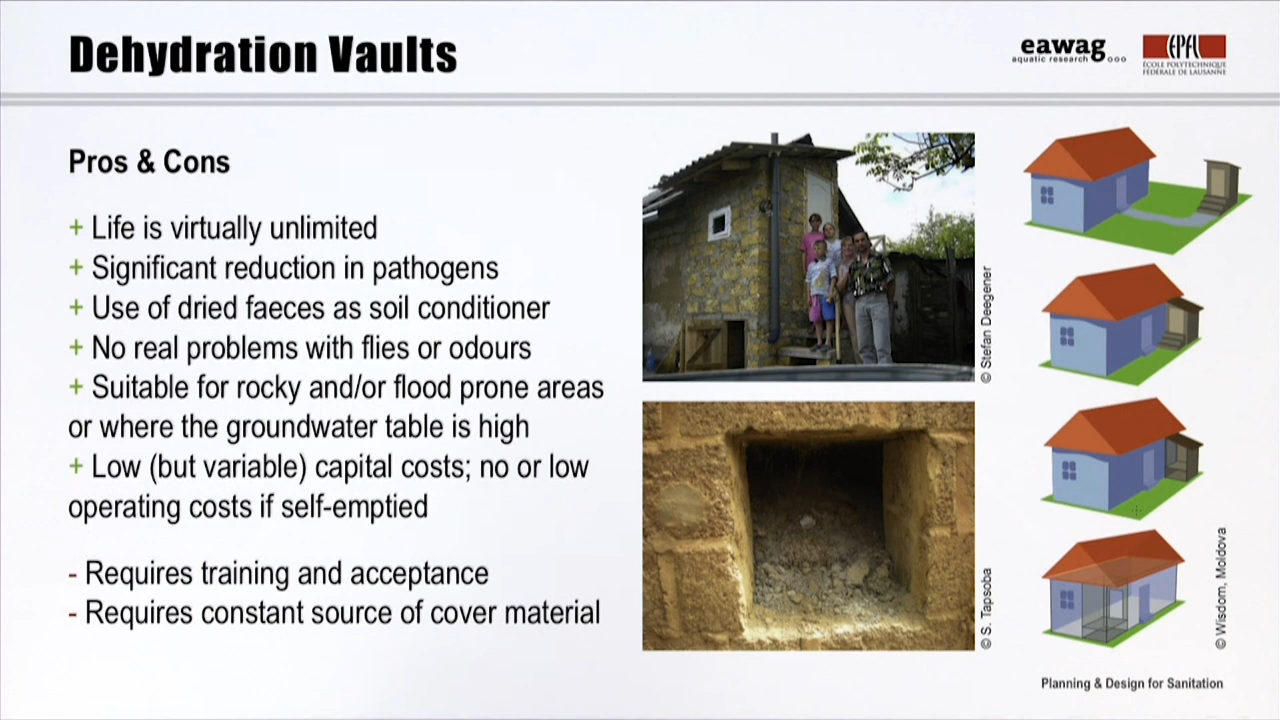 Dehydration Vaults
eawag
aquatic research
EPFL
ÉCOLE POLYTECHNIQUE
FÉDÉRALE DE LAUSANNE
Pros & Cons
+ Life is virtually unlimited
+ Significant reduction in pathogens
+ Use of dried faeces as soil conditioner
+ No real problems with flies or odours
+ Suitable for rocky and/or flood prone areas
or where the groundwater table is high
+ Low (but variable) capital costs; no or low
operating costs if self-emptied
- Requires training and acceptance
- Requires constant source of cover material
© Stefan Deegener
© S. Tapsoba
© Wisdom, Moldova
Planning & Design for Sanitation